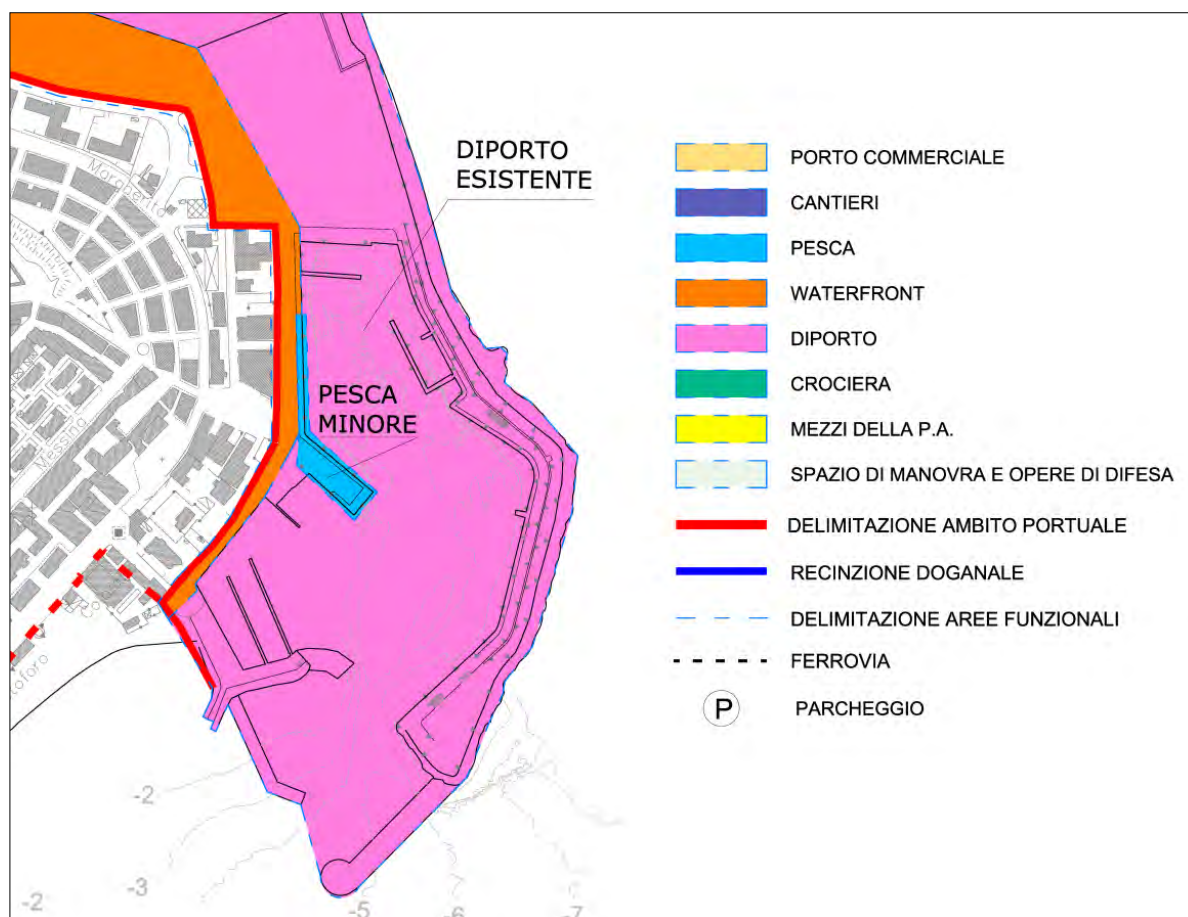 DIPORTO
ESISTENTE
PESCA
MINORE
Margherita
Messina
-2
-3
-2
-5
-6
-7
PORTO COMMERCIALE
CANTIERI
PESCA
WATERFRONT
DIPORTO
CROCIERA
MEZZI DELLA P.A.
SPAZIO DI MANOVRA E OPERE DI DIFESA
DELIMITAZIONE AMBITO PORTUALE
RECINZIONE DOGANALE
DELIMITAZIONE AREE FUNZIONALI
FERROVIA
P PARCHEGGIO